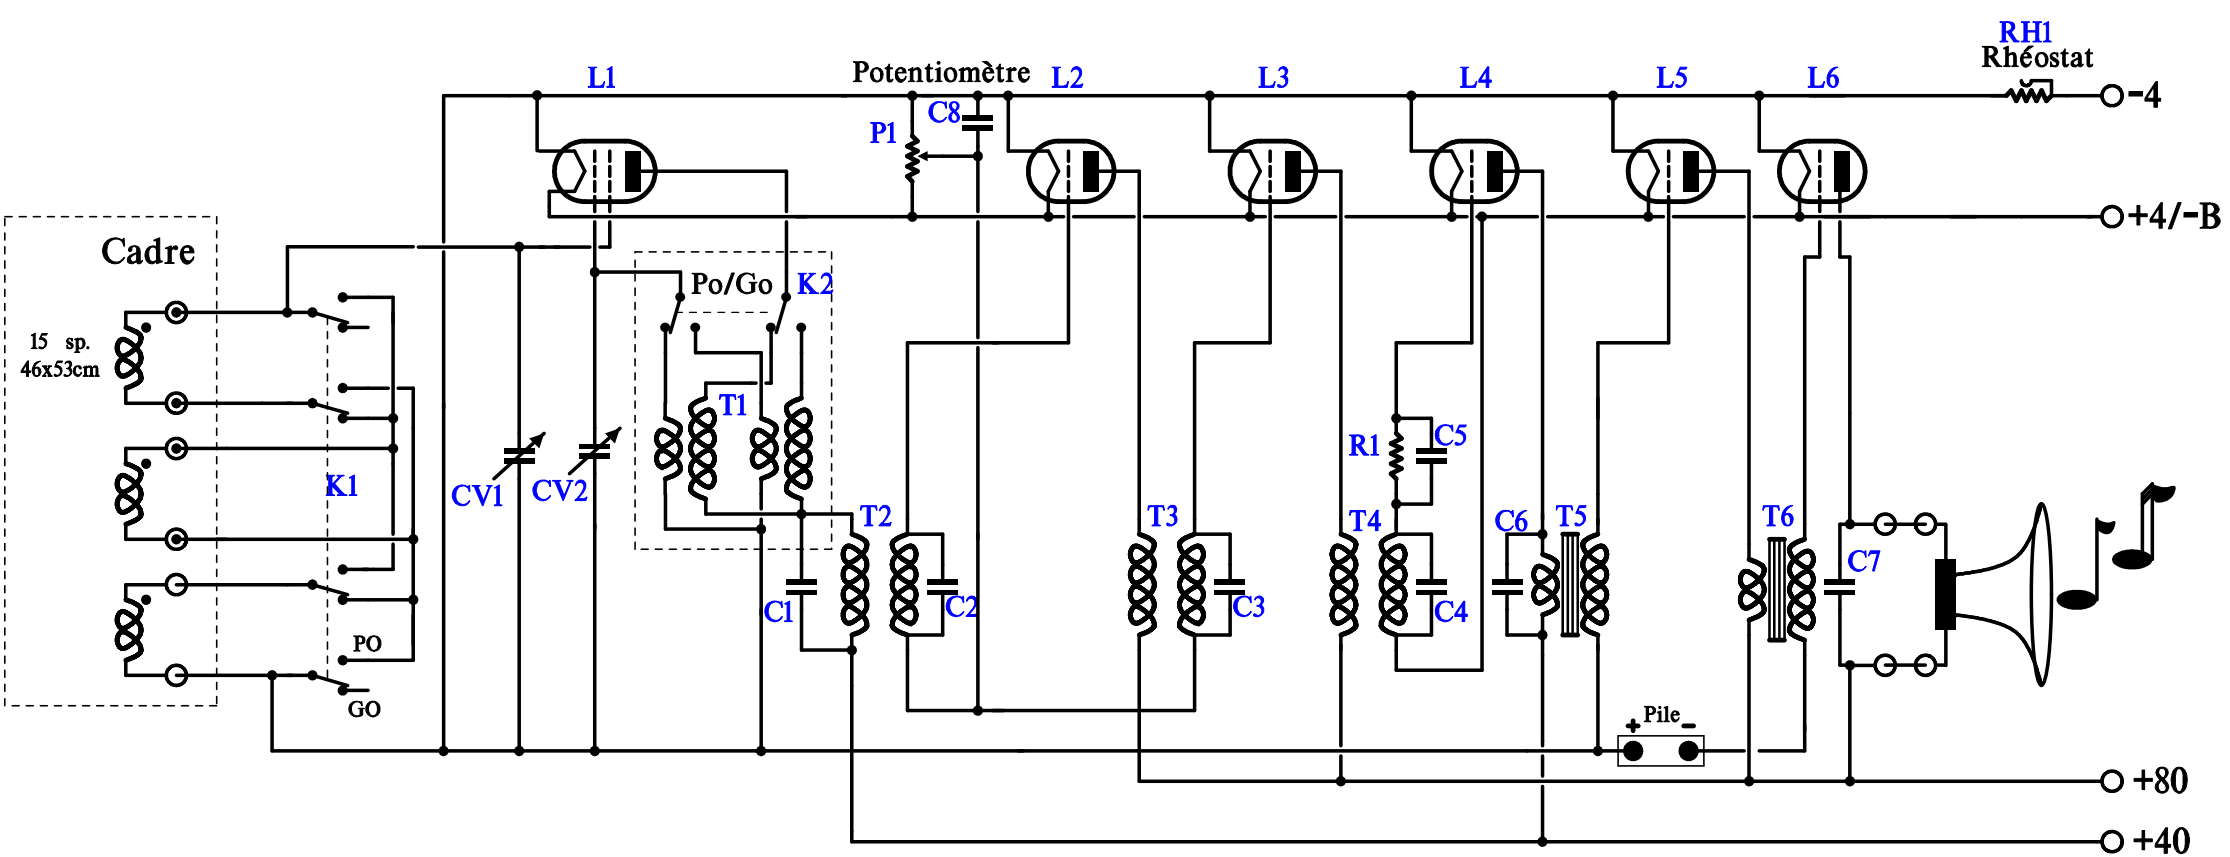 RH1
Rhéostat
L1
Potentiomètre
L2
L3
L4
L5
L6
-4
C8
P1
+4/-B
Cadre
Po/Go
K2
15 sp.
46x53cm
T1
R1
C5
K1
CV1
CV2
T2
T3
T4
C6
T5
T6
C7
C1
C2
C3
C4
PO
GO
+ Pile -
+80
+40